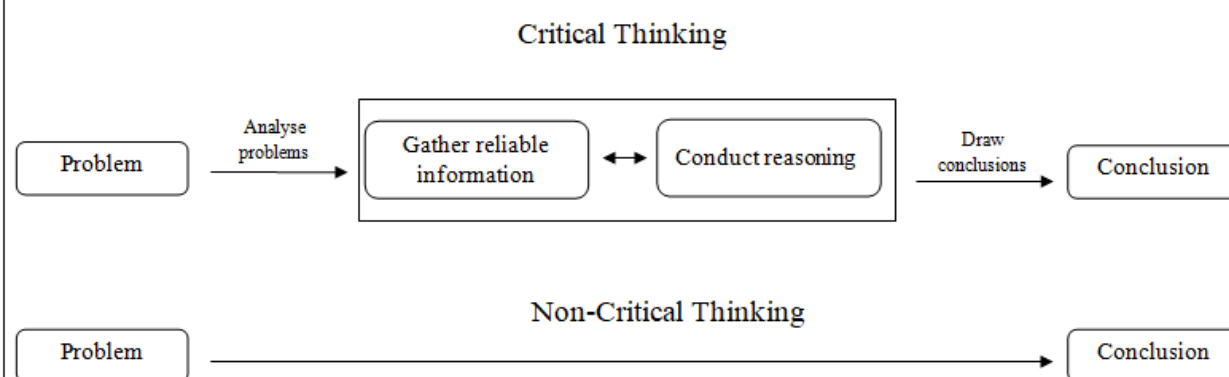 Critical Thinking
Problem
Analyse
problems
Gather reliable
information
Conduct reasoning
Draw
conclusions
Conclusion
Non-Critical Thinking
Problem
Conclusion